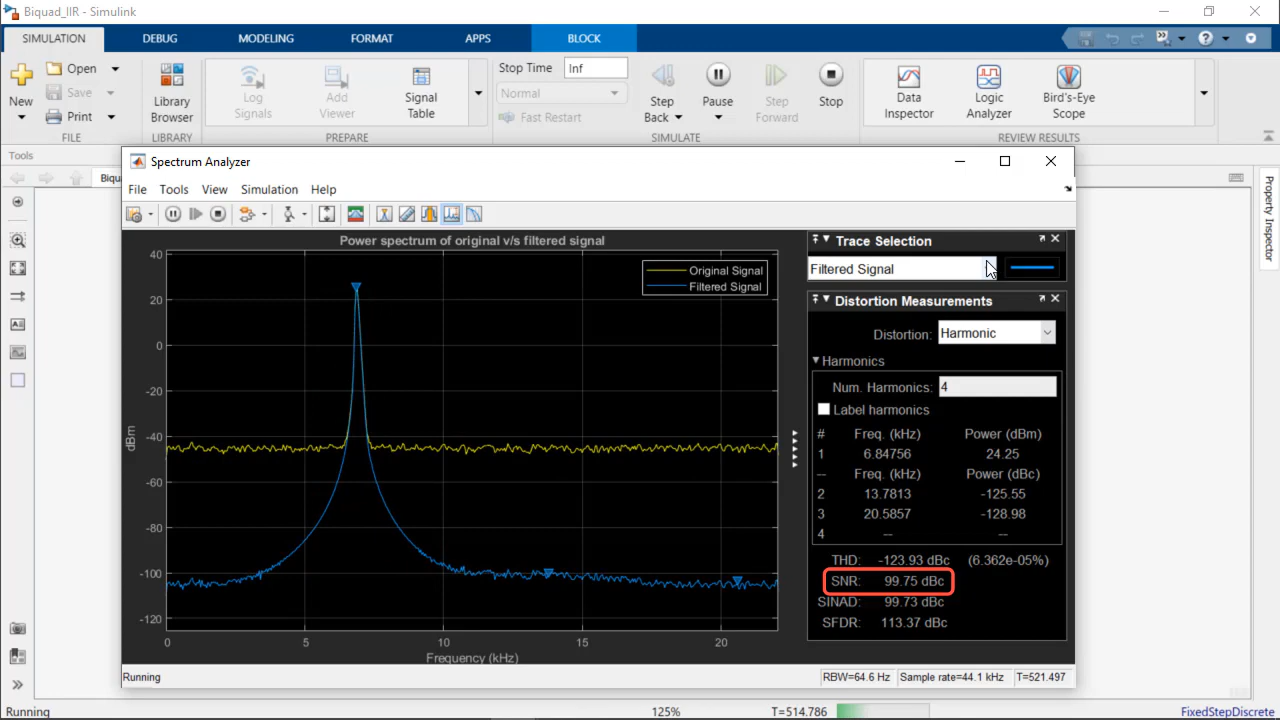 Biquad_IIR - Simulink
SIMULATION DEBUG MODELING FORMAT APPS BLOCK
New
Open
Save
Print
FILE
Library
Browser
LIBRARY
Log
Signals
Add
Viewer
Signal
Table
PREPARE
Stop Time Inf
Normal
Fast Restart
Step
Back
Pause
Step
Forward
Stop
SIMULATE
Data
Inspector
Logic
Analyzer
Bird's-Eye
Scope
REVIEW RESULTS
Tools
Biqu
Property Inspector
Spectrum Analyzer
File Tools View Simulation Help
Power spectrum of original v/s filtered signal
Original Signal
Filtered Signal
dBm
40
20
0
-20
-40
-60
-80
-100
-120
0 5 10 15 20
Frequency (kHz)
Trace Selection
Filtered Signal
Distortion Measurements
Distortion: Harmonic
Harmonics
Num. Harmonics: 4
Label harmonics
# Freq. (kHz) Power (dBm)
1 6.84756 24.25
-- Freq. (kHz) Power (dBc)
2 13.7813 -125.55
3 20.5857 -128.98
4 -- --
THD: -123.93 dBc (6.362e-05%)
SNR: 99.75 dBc
SINAD: 99.73 dBc
SFDR: 113.37 dBc
Running RBW=64.6 Hz Sample rate=44.1 kHz T=521.497
Running 125% T=514.786 FixedStepDiscrete